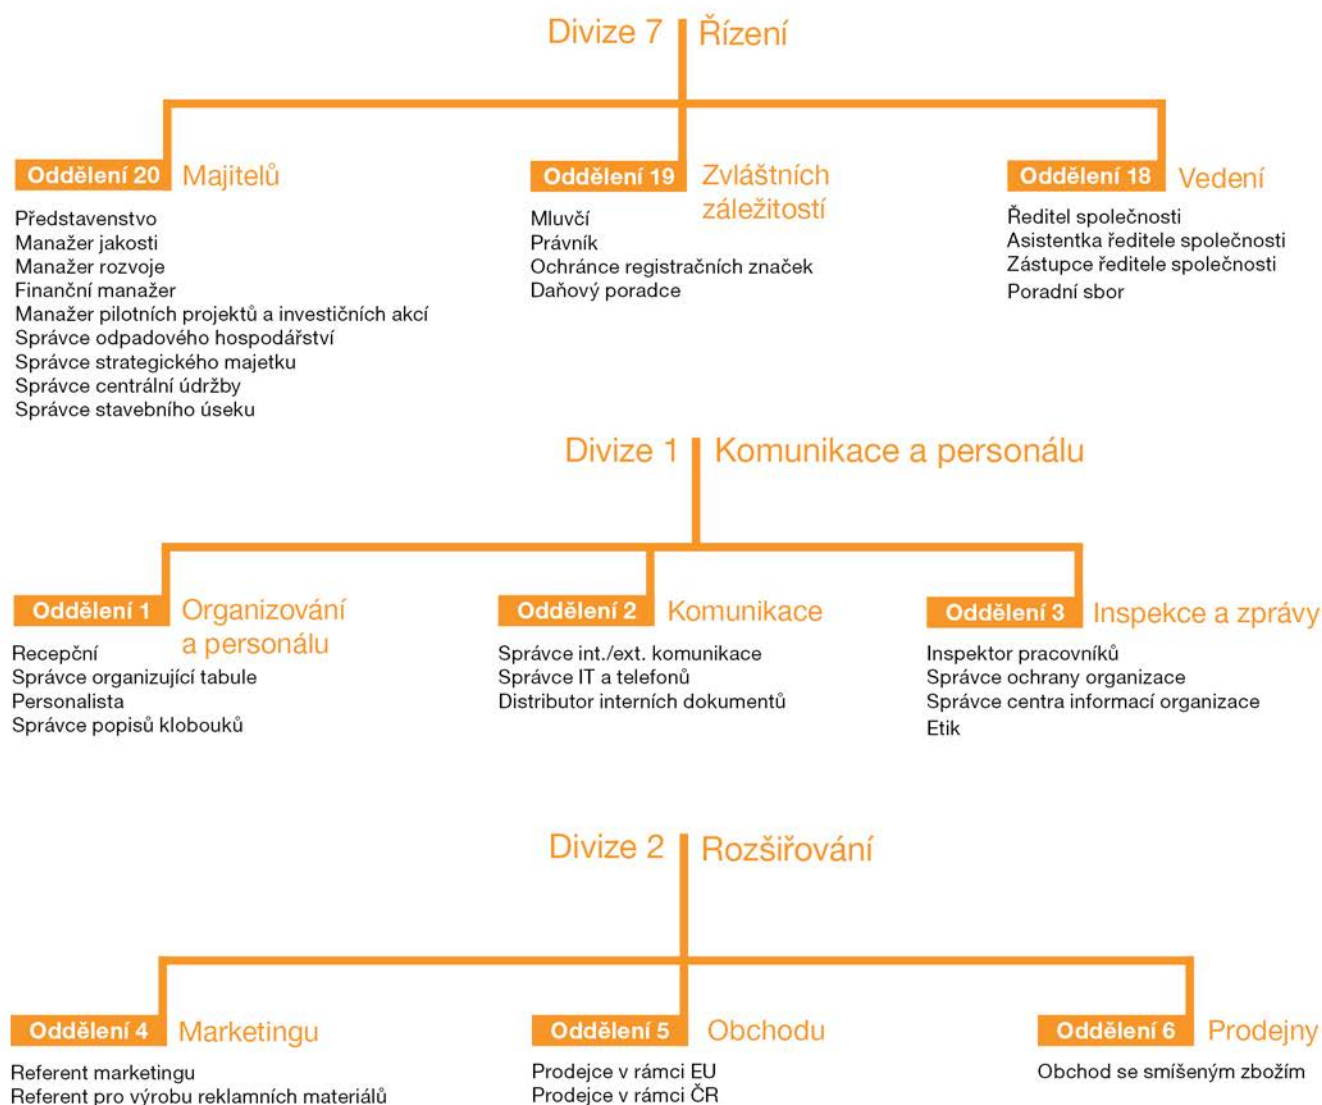 Divize 7 Řízení
Oddělení 20 Majitelů
Představenstvo
Manažer jakosti
Manažer rozvoje
Finanční manažer
Manažer pilotních projektů a investičních akcí
Správce odpadového hospodářství
Správce strategického majetku
Správce centrální údržby
Správce stavebního úseku
Oddělení 19 Zvláštních
záležitostí
Mluvčí
Právník
Ochránce registračních značek
Daňový poradce
Oddělení 18 Vedení
Ředitel společnosti
Asistentka ředitele společnosti
Zástupce ředitele společnosti
Poradní sbor
Divize 1 Komunikace a personálu
Oddělení 1 Organizování
a personálu
Recepční
Správce organizující tabule
Personalista
Správce popisů klobouků
Oddělení 2 Komunikace
Správce int./ext. komunikace
Správce IT a telefonů
Distributor interních dokumentů
Oddělení 3 Inspekce a zprávy
Inspektor pracovníků
Správce ochrany organizace
Správce centra informací organizace
Etik
Divize 2 Rozšiřování
Oddělení 4 Marketingu
Referent marketingu
Referent pro výrobu reklamních materiálů
Oddělení 5 Obchodu
Prodejce v rámci EU
Prodejce v rámci ČR
Oddělení 6 Prodejny
Obchod se smíšeným zbožím